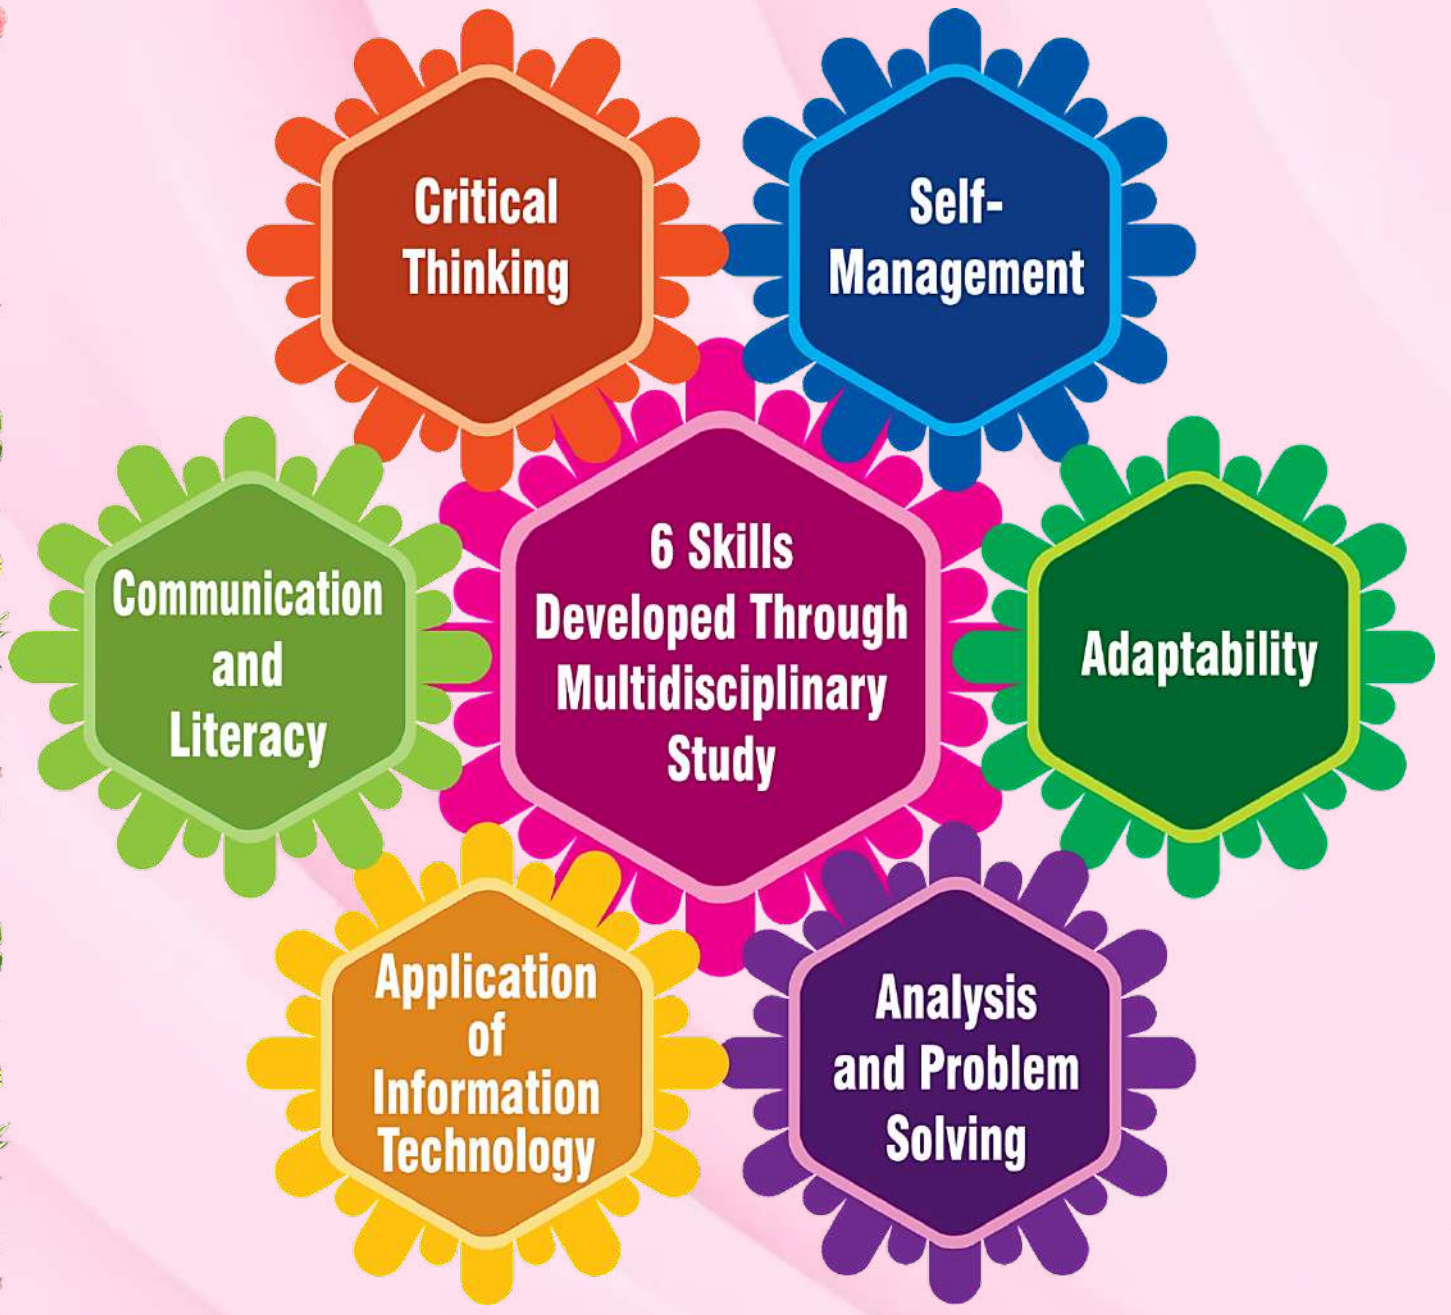 Critical
Thinking
Self-
Management
Communication
and
Literacy
6 Skills
Developed Through
Multidisciplinary
Study
Adaptability
Application
of
Information
Technology
Analysis
and Problem
Solving